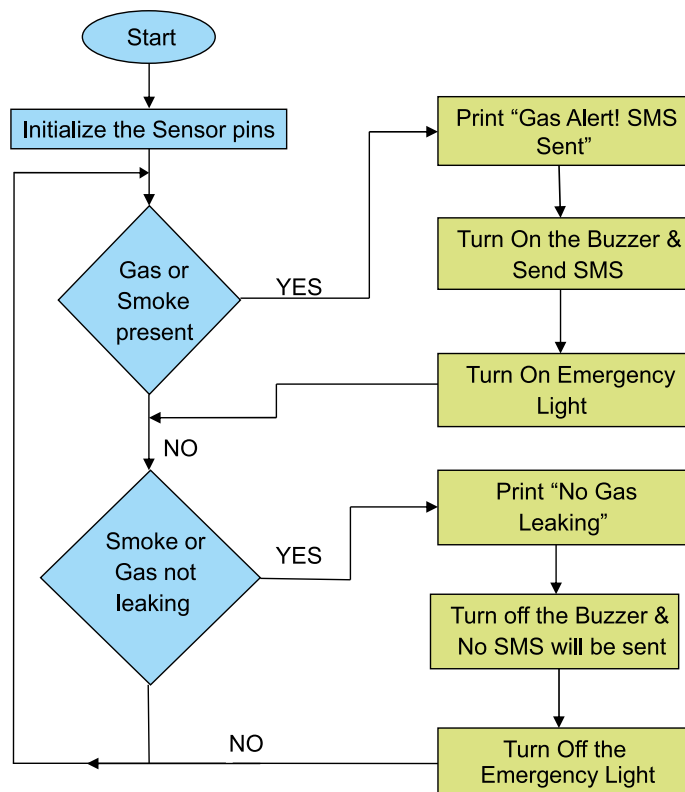 Start
Initialize the Sensor pins
Gas or
Smoke
present
YES
Print “Gas Alert! SMS
Sent”
Turn On the Buzzer &
Send SMS
Turn On Emergency
Light
NO
Smoke or
Gas not
leaking
YES
Print “No Gas
Leaking”
Turn off the Buzzer &
No SMS will be sent
Turn Off the
Emergency Light
NO